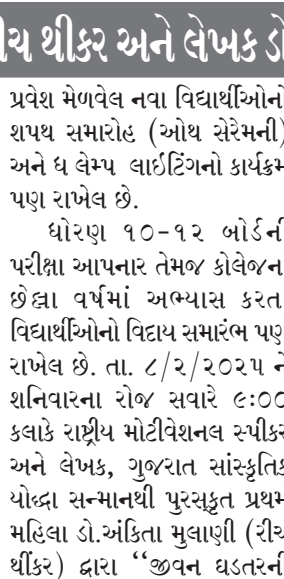 ીચ થીંકર અને લેખક ડો
પ્રવેશ મેળવેલ નવા વિદ્યાર્થીઓનો
શપથ સમારોહ (ઓથ સેરેમની)
અને ધ લેમ્પ લાઇટિંગનો કાર્યક્રમ
પણ રાખેલ છે.
ધોરણ ૧૦-૧૨ બોર્ડની
પરીક્ષા આપનાર તેમજ કોલેજન
છેલ્લા વર્ષમાં અભ્યાસ કરત
વિદ્યાર્થીઓનો વિદાય સમારંભ પણ
રાખેલ છે. તા. ૮/૨/૨૦૨૫ ને
શનિવારના રોજ સવારે ૯:૦૦
કલાકે રાષ્ટ્રીય મોટીવેશનલ સ્પીકર
અને લેખક, ગુજરાત સાંસ્કૃતિક
યોદ્ધા સન્માનથી પુરસ્કૃત પ્રથમ
મહિલા ડો.અંકિતા મુલાણી (રીચ
થીંકર) દ્વારા ‘‘જીવન ઘડતરની